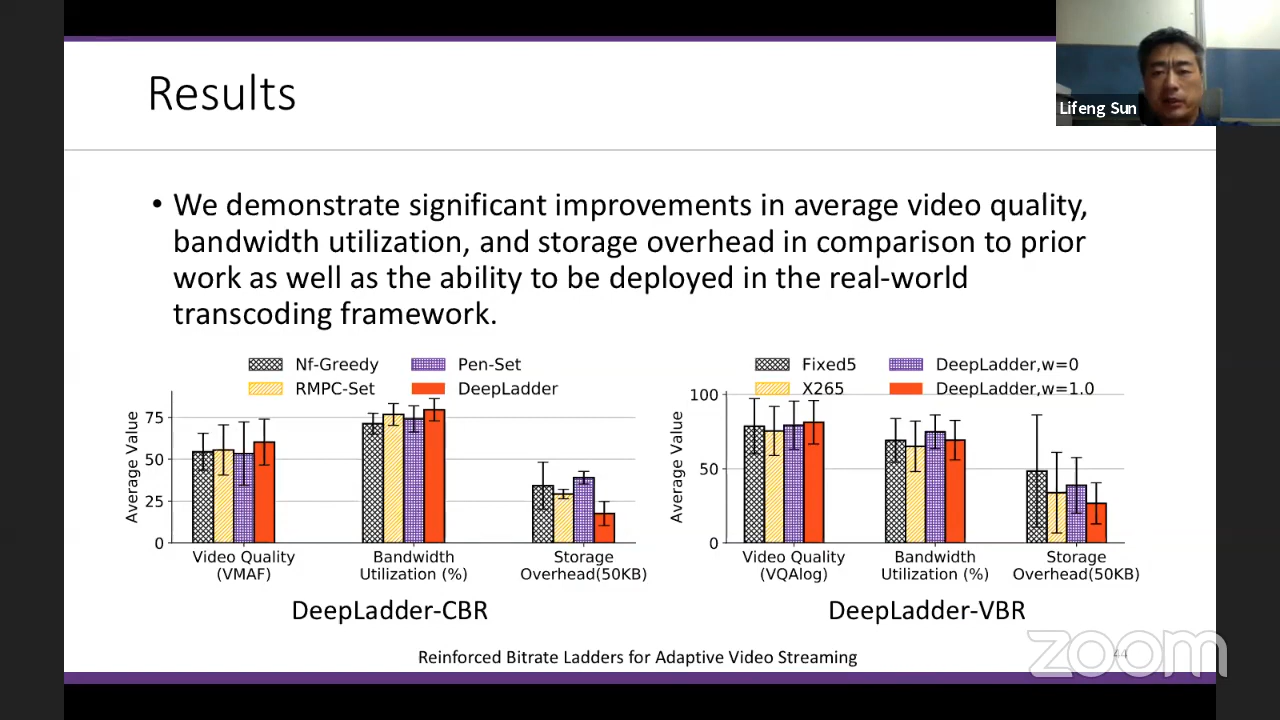 Results
Lifeng Sun
• We demonstrate significant improvements in average video quality,
bandwidth utilization, and storage overhead in comparison to prior
work as well as the ability to be deployed in the real-world
transcoding framework.
Nf-Greedy
Pen-Set
RMPC-Set
DeepLadder
Average Value
75
50
25
0
Video Quality
(VMAF)
Bandwidth
Utilization (%)
Storage
Overhead(50KB)
DeepLadder-CBR
Fixed5
DeepLadder,w=0
X265
DeepLadder,w=1.0
Average Value
100
50
0
Video Quality
(VQAlog)
Bandwidth
Utilization (%)
Storage
Overhead(50KB)
DeepLadder-VBR
Reinforced Bitrate Ladders for Adaptive Video Streaming
44
zoom